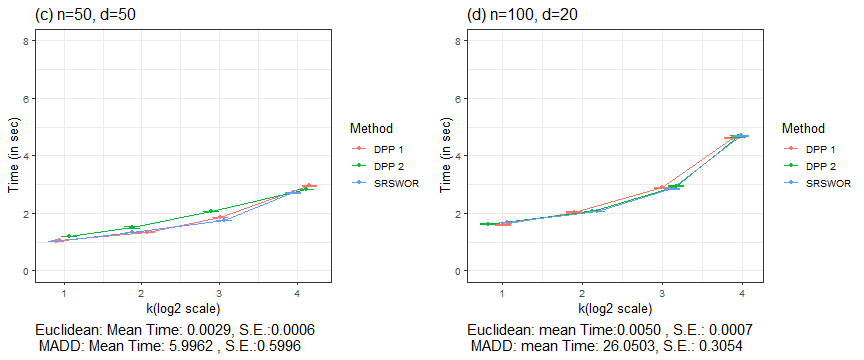 (c) n=50, d=50
8
6
4
2
0
Time (in sec)
1 2 3 4
k(log2 scale)
Method
DPP 1
DPP 2
SRSWOR
Euclidean: Mean Time: 0.0029, S.E.:0.0006
MADD: Mean Time: 5.9962 , S.E.:0.5996
(d) n=100, d=20
8
6
4
2
0
Time (in sec)
1 2 3 4
k(log2 scale)
Method
DPP 1
DPP 2
SRSWOR
Euclidean: mean Time:0.0050 , S.E.: 0.0007
MADD: mean Time: 26.0503, S.E.: 0.3054